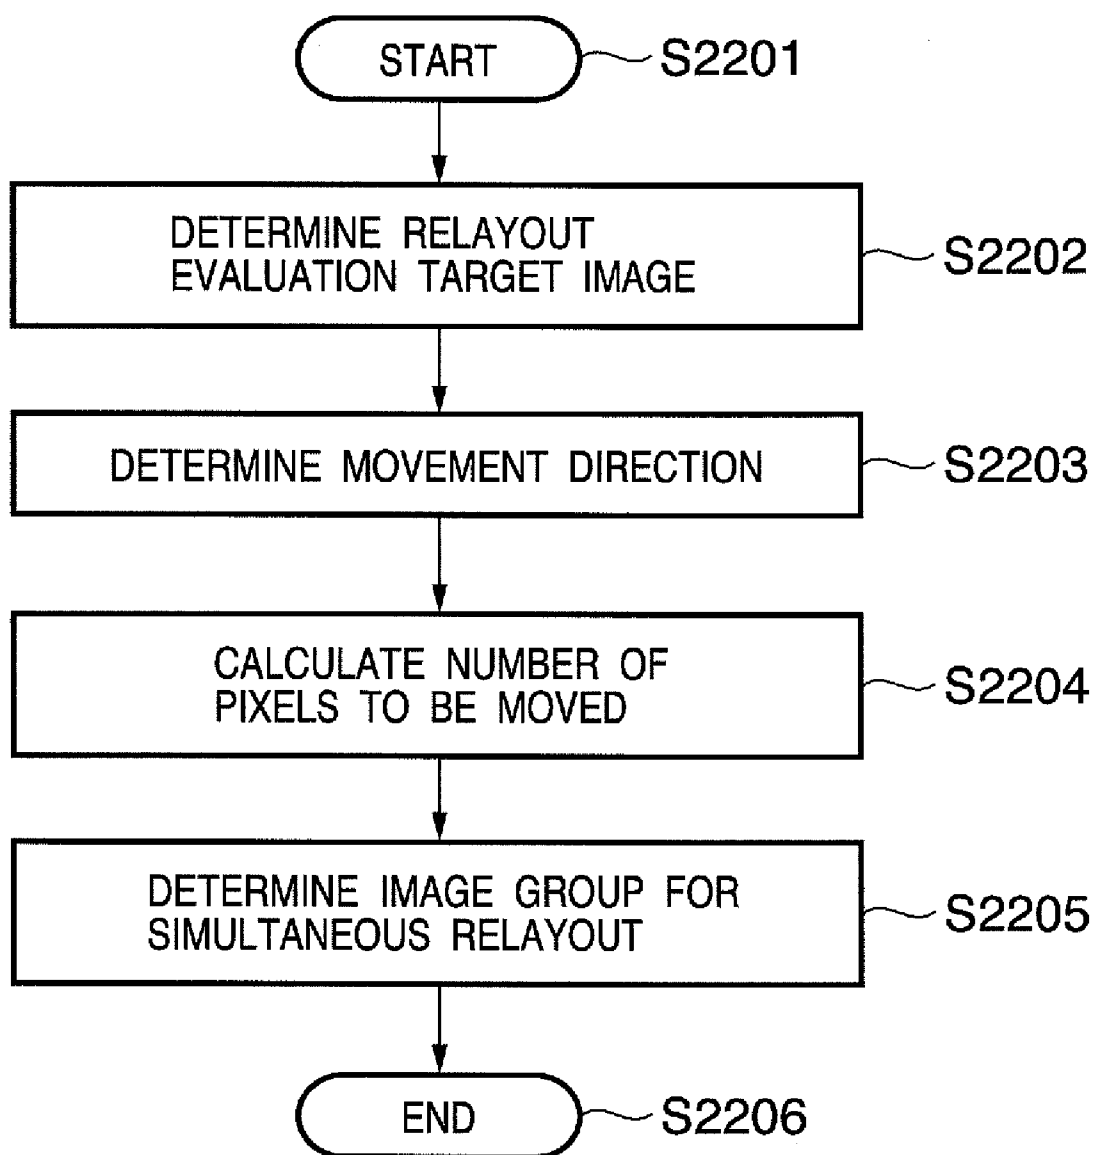 START
S2201
DETERMINE RELAYOUT
EVALUATION TARGET IMAGE
S2202
DETERMINE MOVEMENT DIRECTION
S2203
CALCULATE NUMBER OF
PIXELS TO BE MOVED
S2204
DETERMINE IMAGE GROUP FOR
SIMULTANEOUS RELAYOUT
S2205
END
S2206